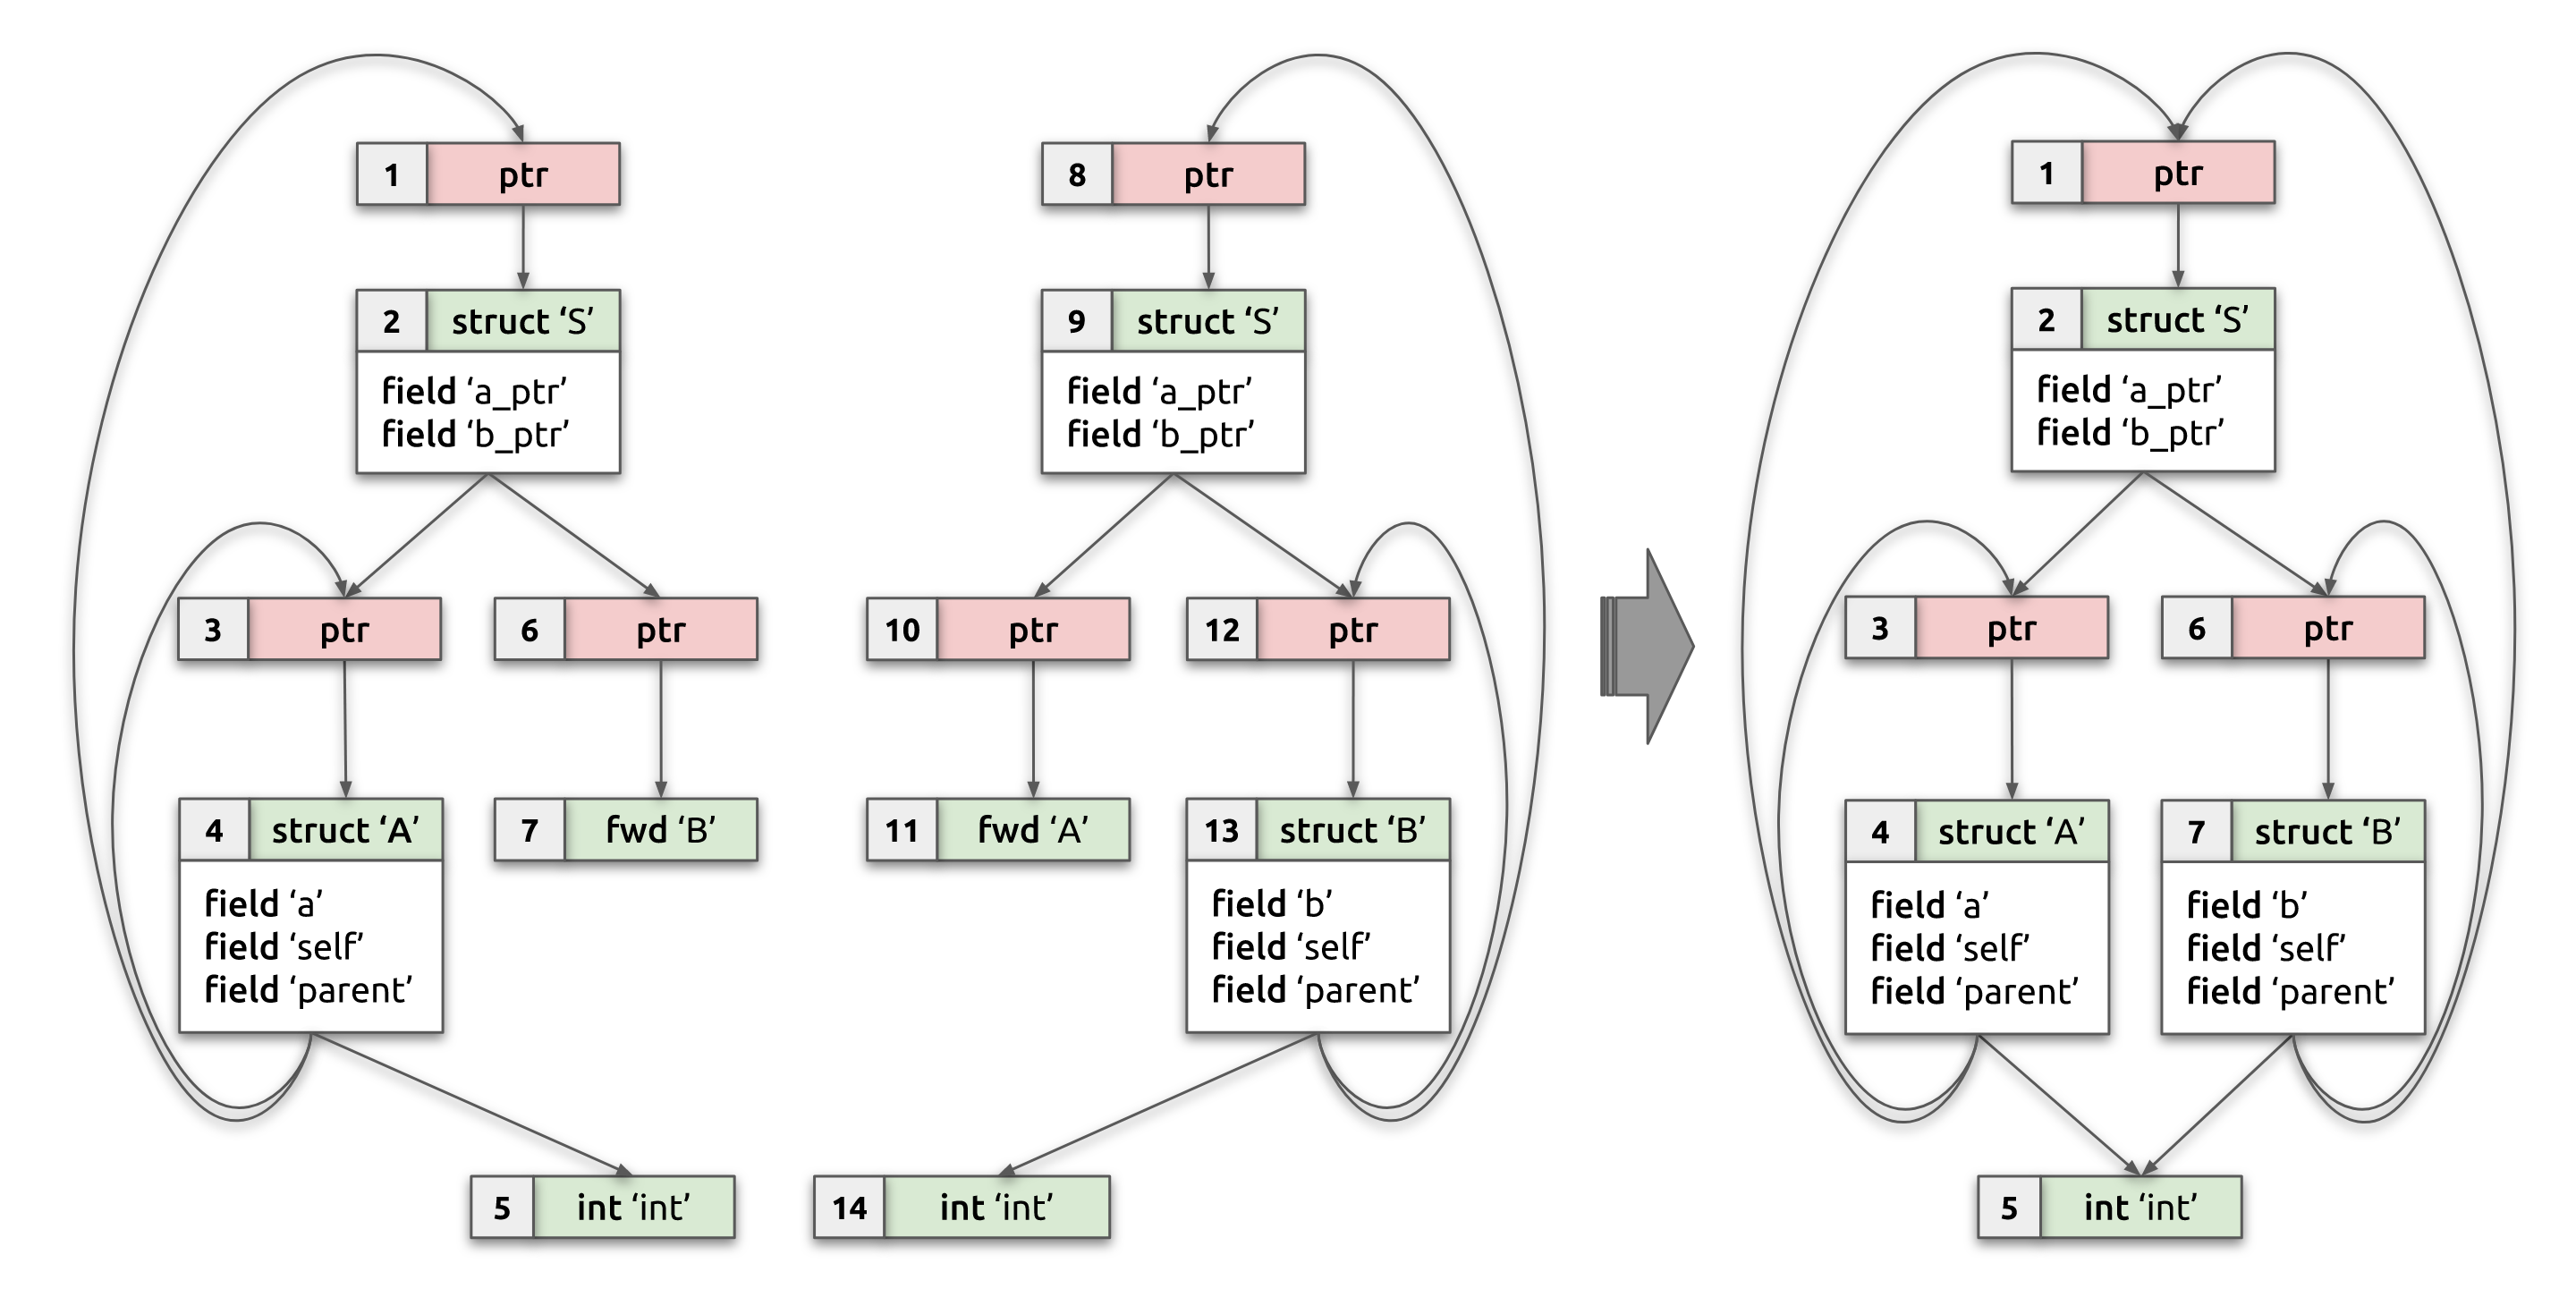 1 ptr
2 struct ‘S’
field ‘a_ptr’
field ‘b_ptr’
3 ptr
6 ptr
4 struct ‘A’
field ‘a’
field ‘self’
field ‘parent’
7 fwd ‘B’
5 int ‘int’
8 ptr
9 struct ‘S’
field ‘a_ptr’
field ‘b_ptr’
10 ptr
12 ptr
11 fwd ‘A’
13 struct ‘B’
field ‘b’
field ‘self’
field ‘parent’
14 int ‘int’
1 ptr
2 struct ‘S’
field ‘a_ptr’
field ‘b_ptr’
3 ptr
6 ptr
4 struct ‘A’
field ‘a’
field ‘self’
field ‘parent’
7 struct ‘B’
field ‘b’
field ‘self’
field ‘parent’
5 int ‘int’